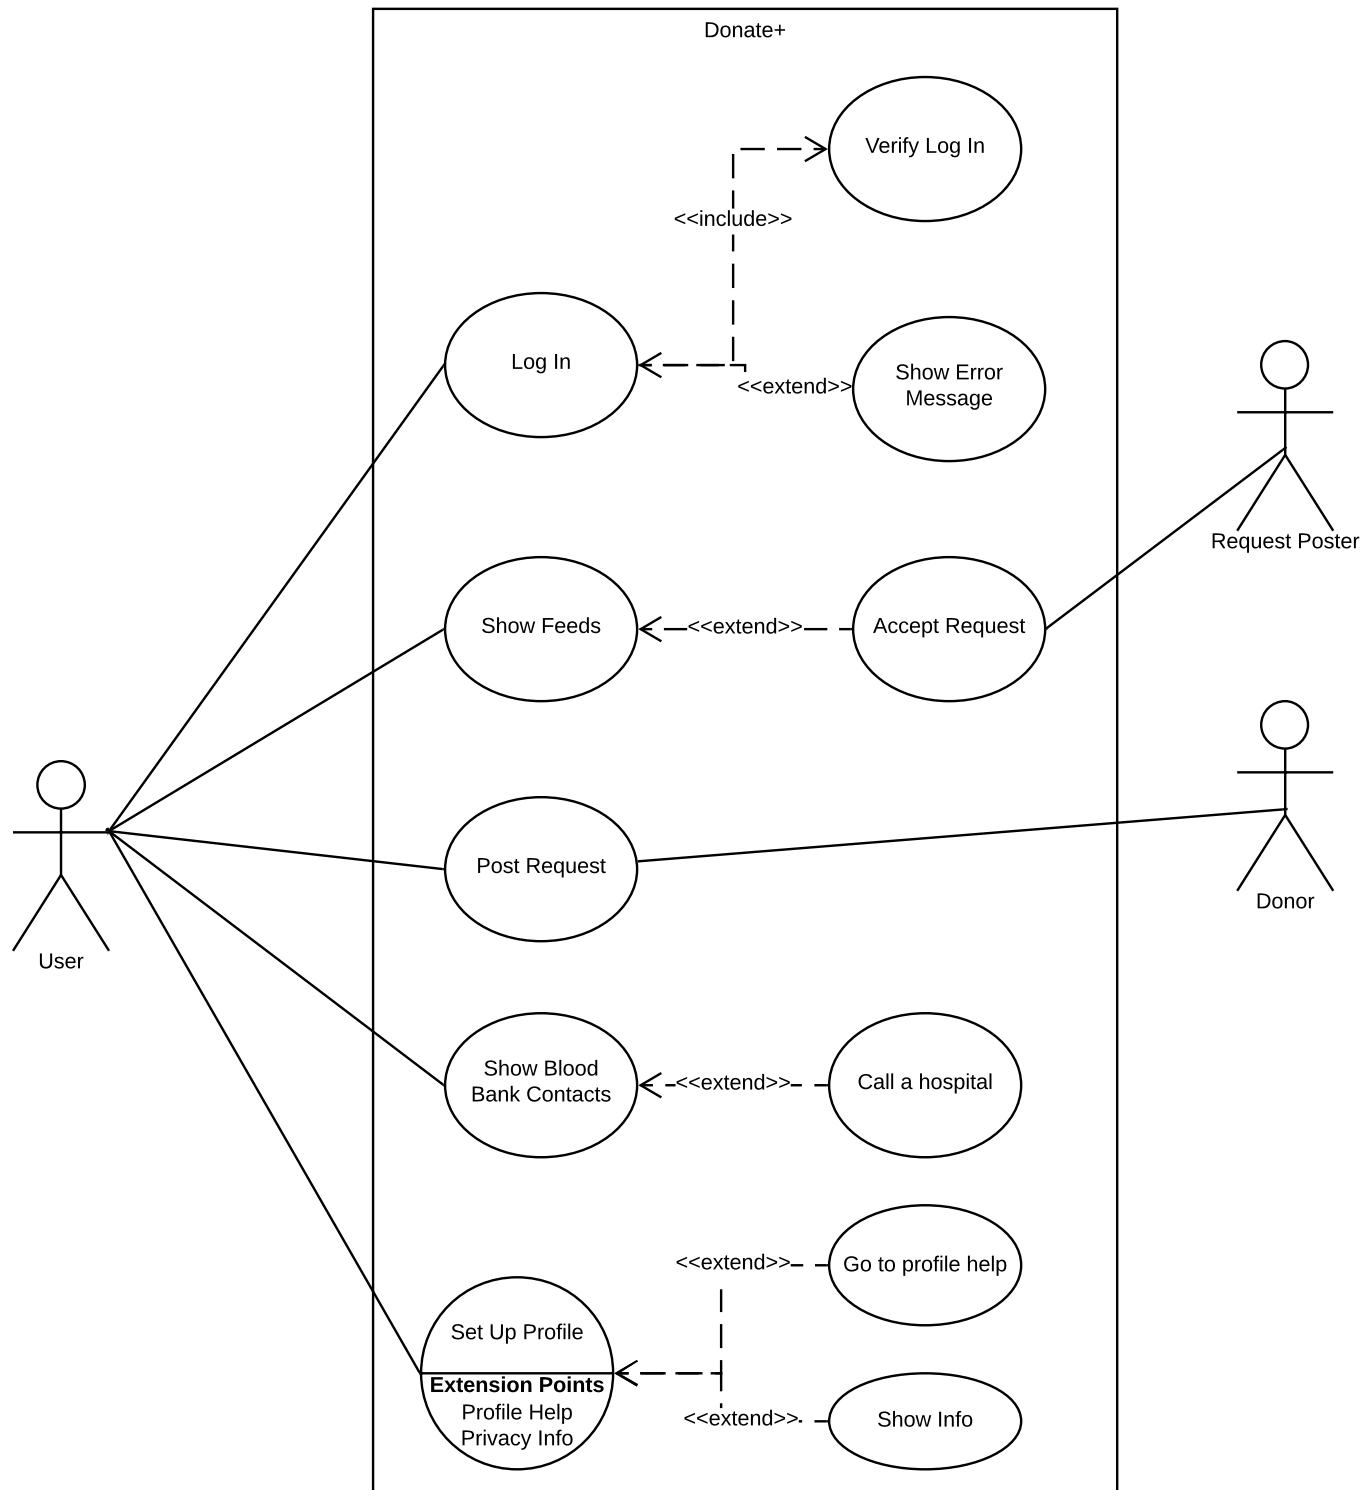 Donate+
Verify Log In
<<include>>
Log In
Show Error
Message
<<extend>>
Request Poster
Show Feeds
<<extend>>
Accept Request
Post Request
Donor
User
Show Blood
Bank Contacts
<<extend>>
Call a hospital
<<extend>>
Go to profile help
Set Up Profile
Extension Points
Profile Help
Privacy Info
<<extend>>
Show Info